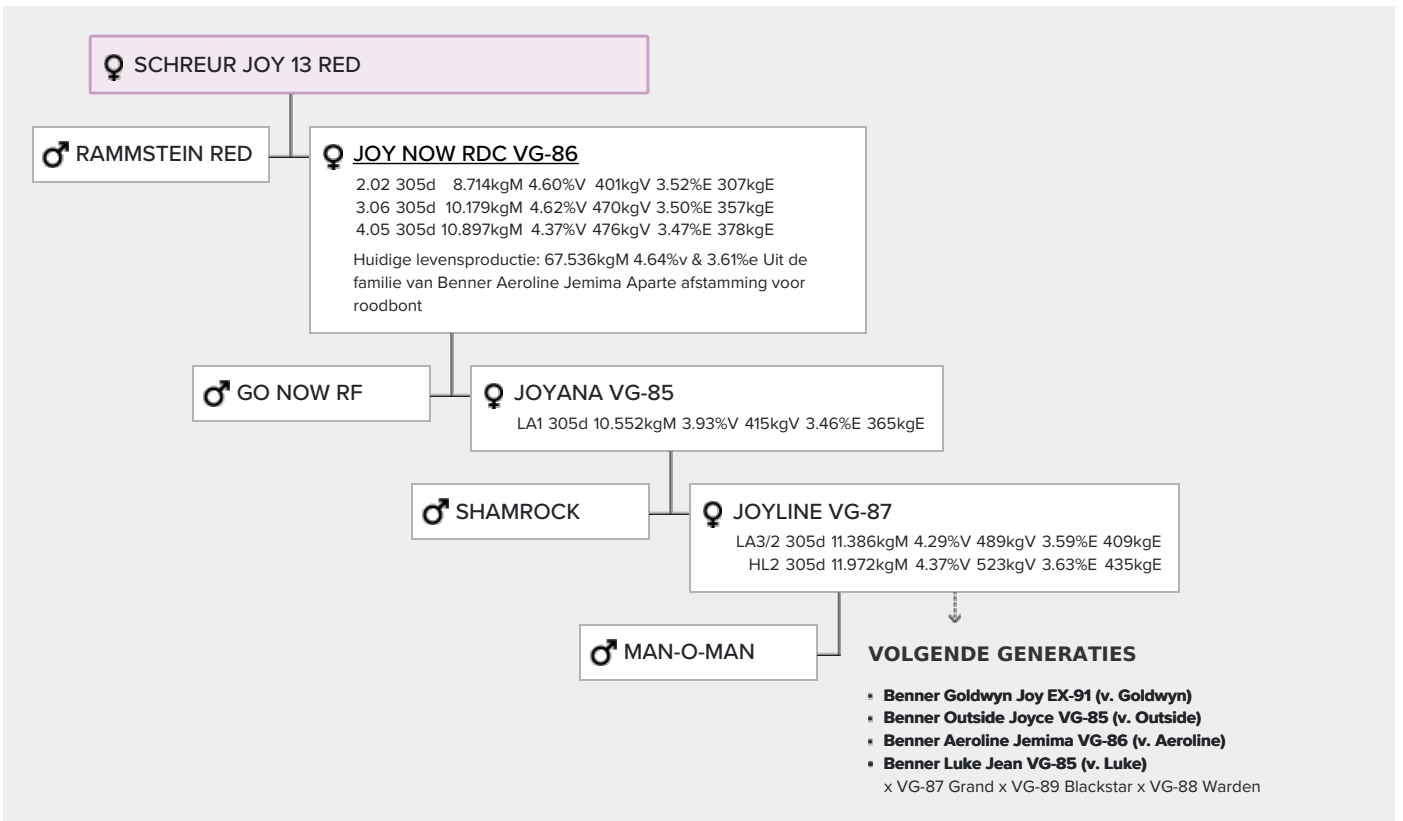 SCHREUR JOY 13 RED
RAMMSTEIN RED
JOY NOW RDC VG-86
2.02 305d 8.714kgM 4.60%V 401kgV 3.52%E 307kgE
3.06 305d 10.179kgM 4.62%V 470kgV 3.50%E 357kgE
4.05 305d 10.897kgM 4.37%V 476kgV 3.47%E 378kgE
Huidige levensproductie: 67.536kgM 4.64%v & 3.61%e Uit de
familie van Benner Aeroline Jemima Aparte afstamming voor
roodbont
GO NOW RF
JOYANA VG-85
LA1 305d 10.552kgM 3.93%V 415kgV 3.46%E 365kgE
SHAMROCK
JOYLINE VG-87
LA3/2 305d 11.386kgM 4.29%V 489kgV 3.59%E 409kgE
HL2 305d 11.972kgM 4.37%V 523kgV 3.63%E 435kgE
MAN-O-MAN
VOLGENDE GENERATIES
Benner Goldwyn Joy EX-91 (v. Goldwyn)
Benner Outside Joyce VG-85 (v. Outside)
Benner Aeroline Jemima VG-86 (v. Aeroline)
Benner Luke Jean VG-85 (v. Luke)
x VG-87 Grand x VG-89 Blackstar x VG-88 Warden